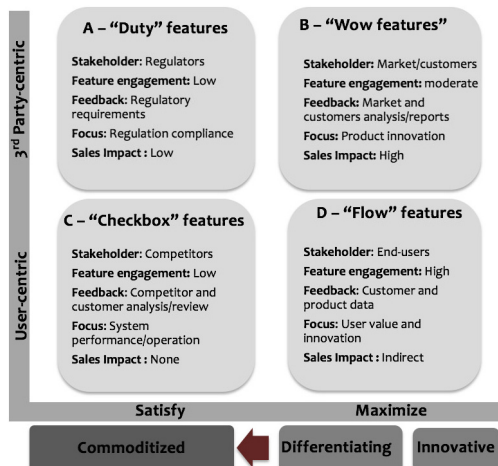 A – “Duty” features
Stakeholder: Regulators
Feature engagement: Low
Feedback: Regulatory
requirements
Focus: Regulation compliance
Sales Impact : Low
B – “Wow features”
Stakeholder: Market/customers
Feature engagement: moderate
Feedback: Market and
customers analysis/reports
Focus: Product innovation
Sales Impact: High
3rd Party-centric
C – “Checkbox” features
Stakeholder: Competitors
Feature engagement: Low
Feedback: Competitor and
customer analysis/review
Focus: System
performance/operation
Sales Impact : None
D – “Flow” features
Stakeholder: End-users
Feature engagement: High
Feedback: Customer and
product data
Focus: User value and
innovation
Sales Impact : Indirect
User-centric
Satisfy
Maximize
Commoditized
Differentiating
Innovative